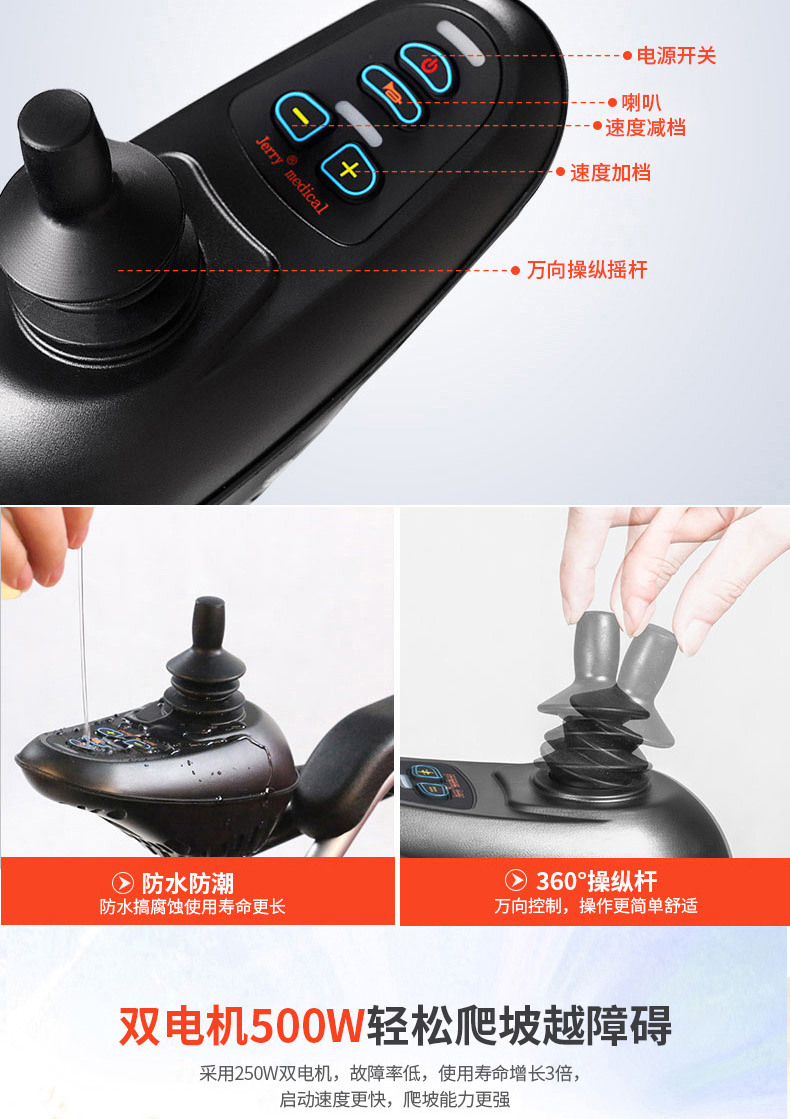 电源开关
喇叭
速度减档
速度加档
Jerry® medical
万向操纵摇杆
防水防潮
防水搞腐蚀使用寿命更长
360°操纵杆
万向控制，操作更简单舒适
双电机500W轻松爬坡越障碍
采用250W双电机，故障率低，使用寿命增长3倍，
启动速度更快，爬坡能力更强